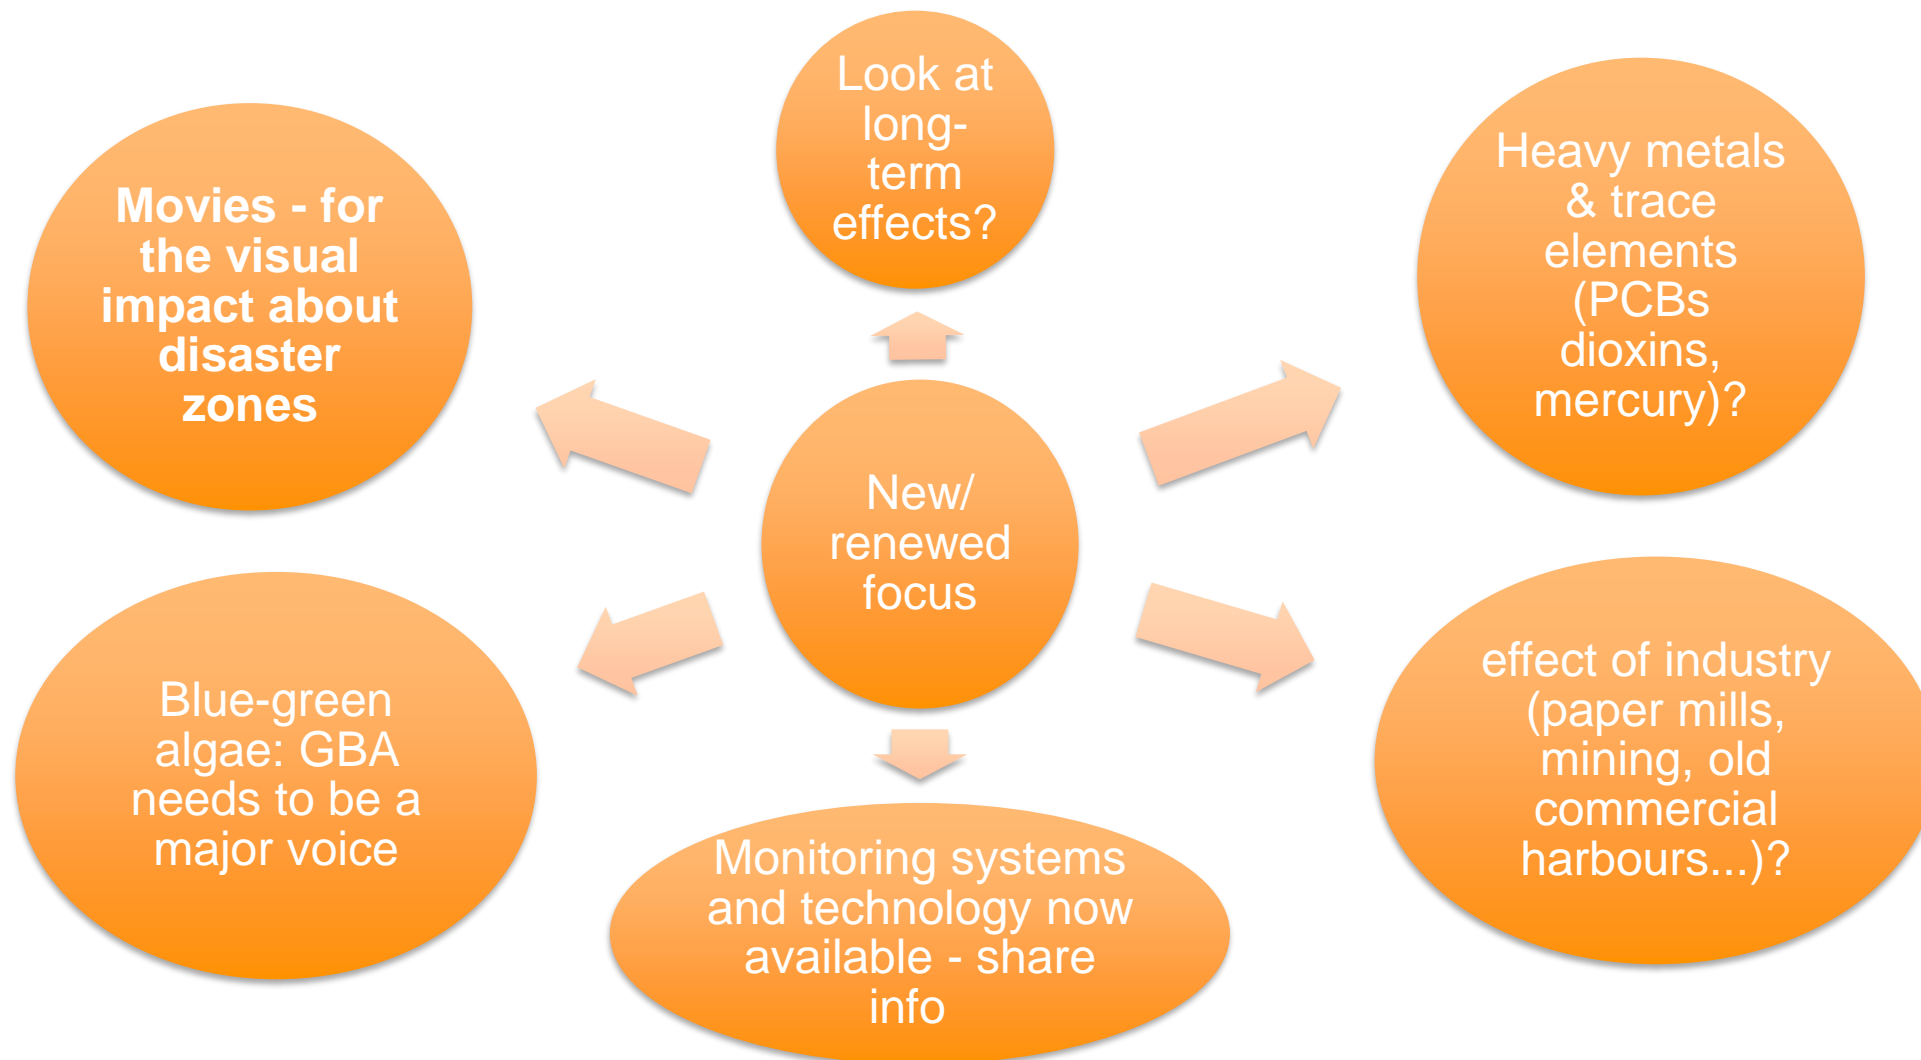 Look at
long-
term
effects?
Heavy metals
& trace
elements
(PCBs
dioxins,
mercury)?
effect of industry
(paper mills,
mining, old
commercial
harbours...)?
Monitoring systems
and technology now
available - share
info
Blue-green
algae: GBA
needs to be a
major voice
Movies - for
the visual
impact about
disaster
zones
New/
renewed
focus